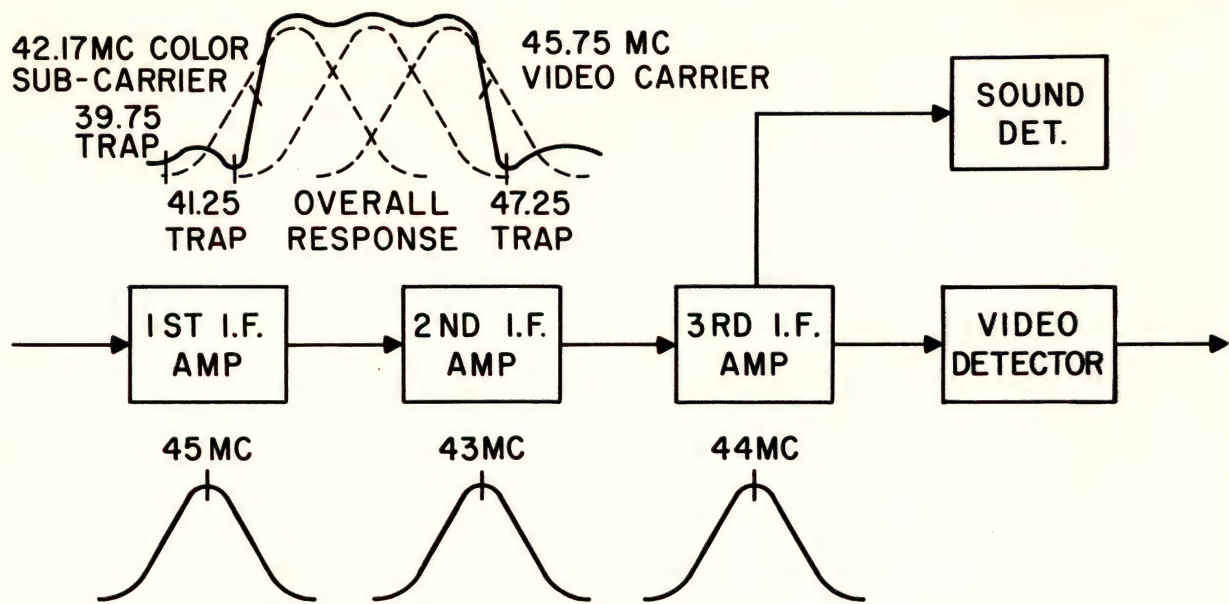 42.17MC COLOR
SUB-CARRIER
39.75
TRAP
45.75 MC
VIDEO CARRIER
41.25
TRAP
OVERALL
RESPONSE
47.25
TRAP
SOUND
DET.
1ST I.F.
AMP
2ND I.F.
AMP
3RD I.F.
AMP
VIDEO
DETECTOR
45MC
43MC
44MC